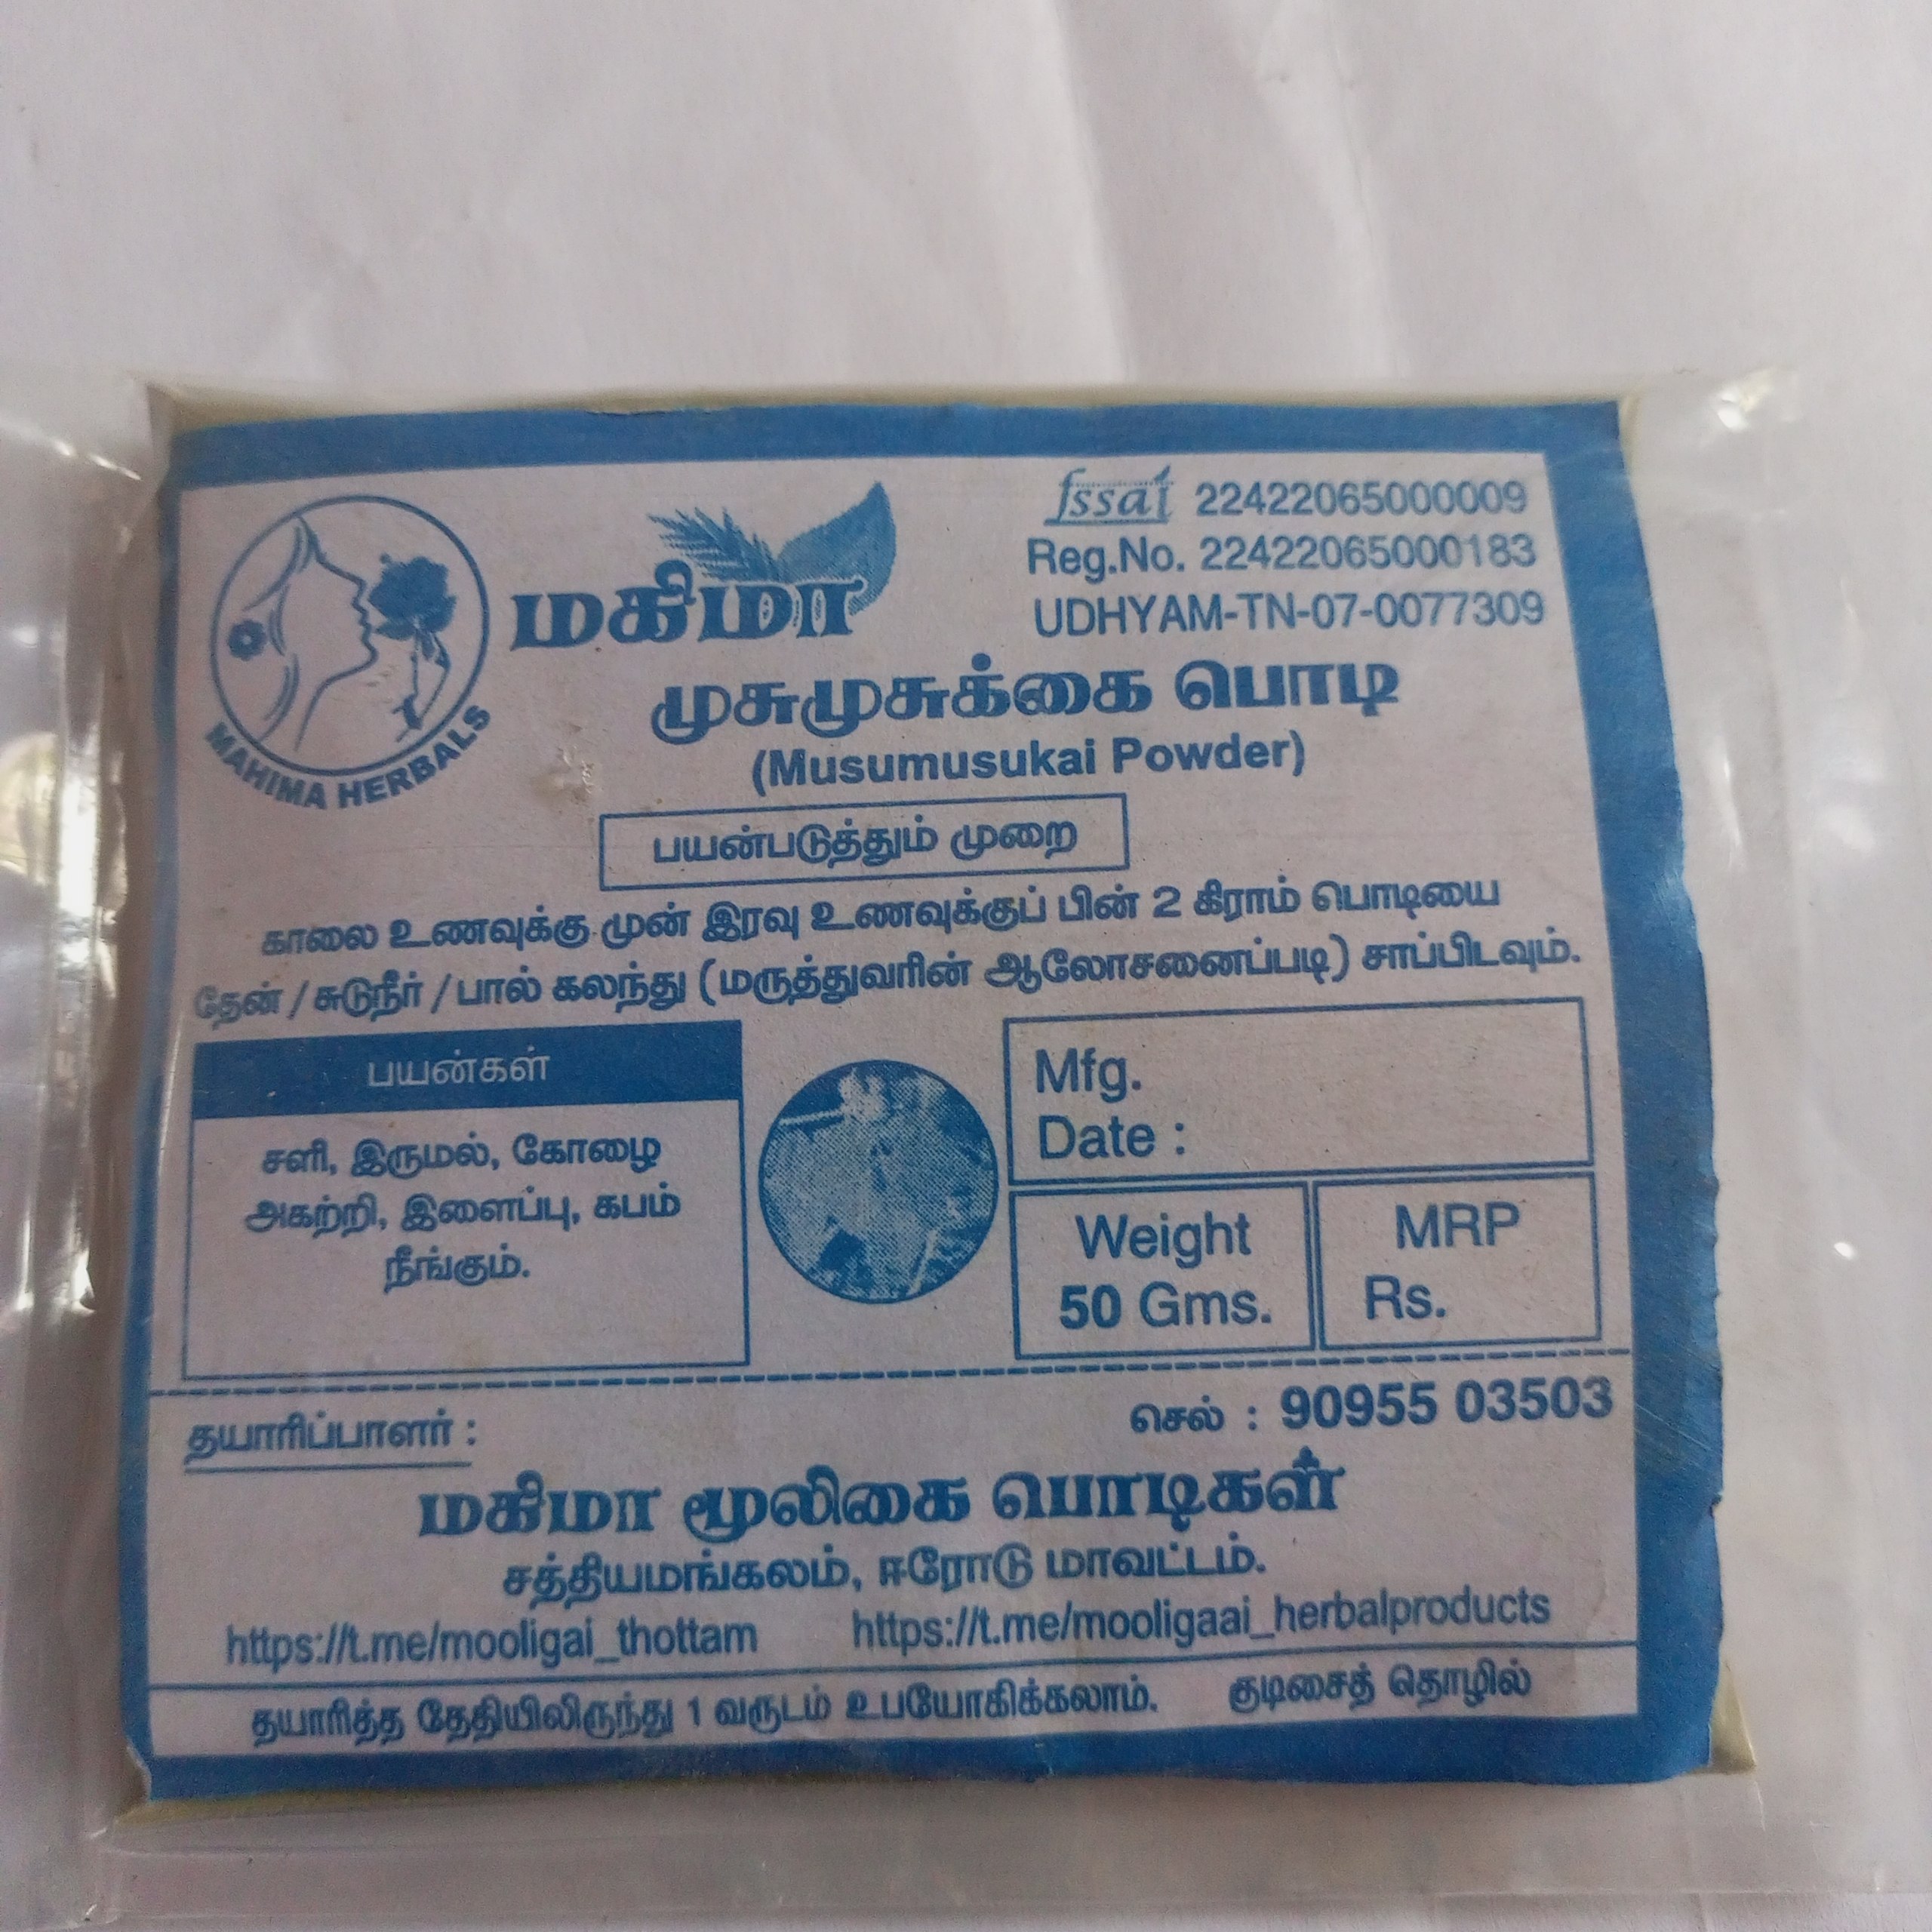 fssai 22422065000009
Reg.No. 22422065000183
UDHYAM-TN-07-0077309
MAHIMA HERBALS
மகிமா
முசுமுசுக்கை பொடி
(Musumusukai Powder)
பயன்படுத்தும் முறை
காலை உணவுக்கு முன் இரவு உணவுக்குப் பின் 2 கிராம் பொடியை
தேன் / சுடுநீர் / பால் கலந்து (மருத்துவரின் ஆலோசனைப்படி) சாப்பிடவும்.
பயன்கள்
சளி, இருமல், கோழை
அகற்றி, இளைப்பு, கபம்
நீங்கும்.
Mfg.
Date :
Weight
50 Gms.
MRP
Rs.
தயாரிப்பாளர் :
செல் : 90955 03503
மகிமா மூலிகை பொடிகள்
சத்தியமங்கலம், ஈரோடு மாவட்டம்.
https://t.me/mooligai_thottam https://t.me/mooligaai_herbalproducts
தயாரித்த தேதியிலிருந்து 1 வருடம் உபயோகிக்கலாம். குடிசைத் தொழில்